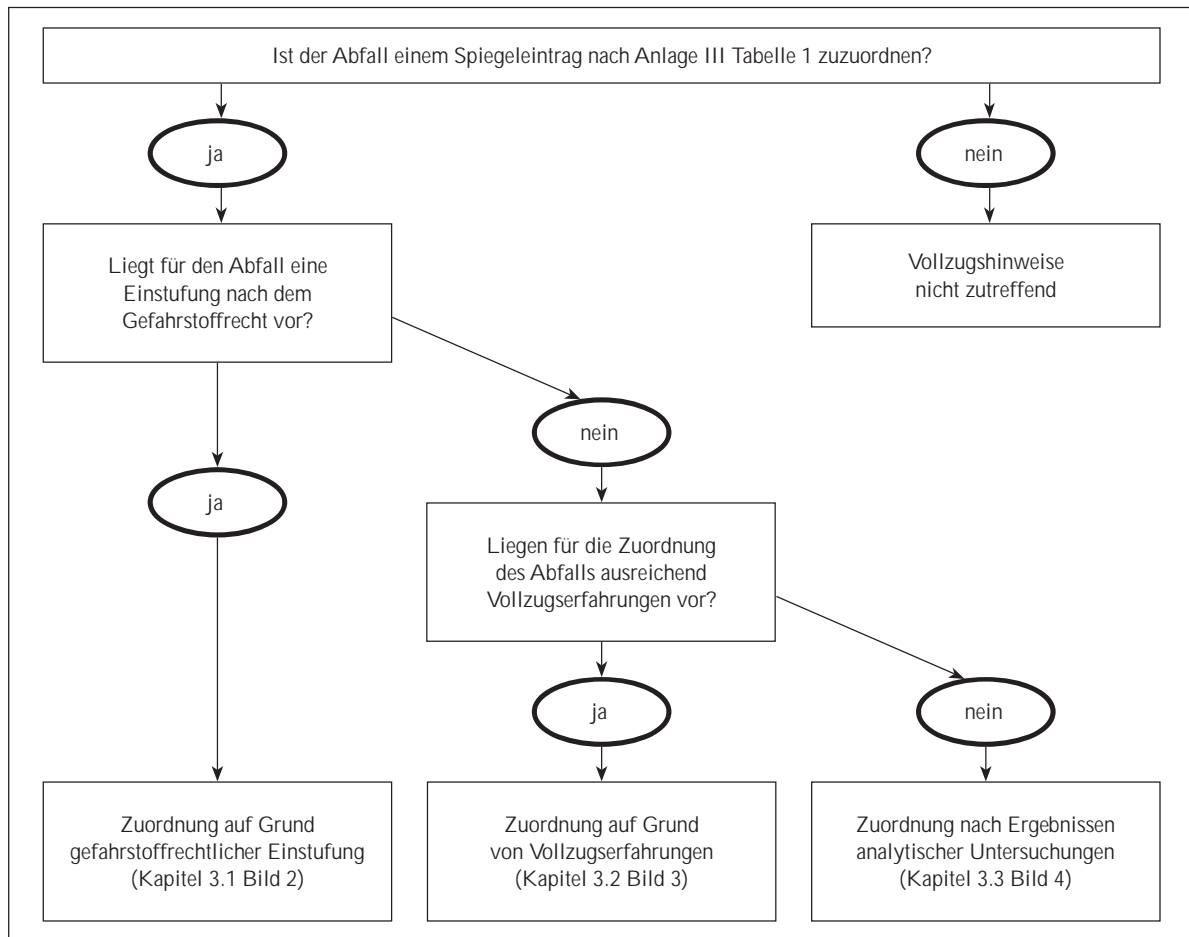 Ist der Abfall einem Spiegeleintrag nach Anlage III Tabelle 1 zuzuordnen?
ja
nein
Liegt für den Abfall eine
Einstufung nach dem
Gefahrstoffrecht vor?
Vollzugshinweise
nicht zutreffend
nein
ja
Liegen für die Zuordnung
des Abfalls ausreichend
Vollzugserfahrungen vor?
ja
nein
Zuordnung auf Grund
gefahrstoffrechtlicher Einstufung
(Kapitel 3.1 Bild 2)
Zuordnung auf Grund
von Vollzugserfahrungen
(Kapitel 3.2 Bild 3)
Zuordnung nach Ergebnissen
analytischer Untersuchungen
(Kapitel 3.3 Bild 4)